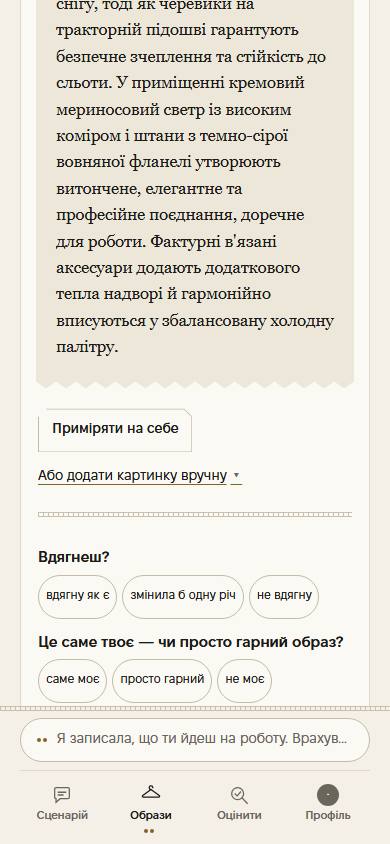 снігу, тоді як черевики на
тракторній підошві гарантують
безпечне зчеплення та стійкість до
сльоти. У приміщенні кремовий
мериносовий светр із високим
коміром і штани з темно-сірої
вовняної фланелі утворюють
витончене, елегантне та
професійне поєднання, доречне
для роботи. Фактурні в'язані
аксесуари додають додаткового
тепла надворі й гармонійно
вписуються у збалансовану холодну
палітру.
Приміряти на себе
Або додати картинку вручну
Вдягнеш?
вдягну як є
змінила б одну річ
не вдягну
Це саме твоє — чи просто гарний образ?
саме моє
просто гарний
не моє
Я записала, що ти йдеш на роботу. Врахув...
Сценарій
Образи
Оцінити
Профіль